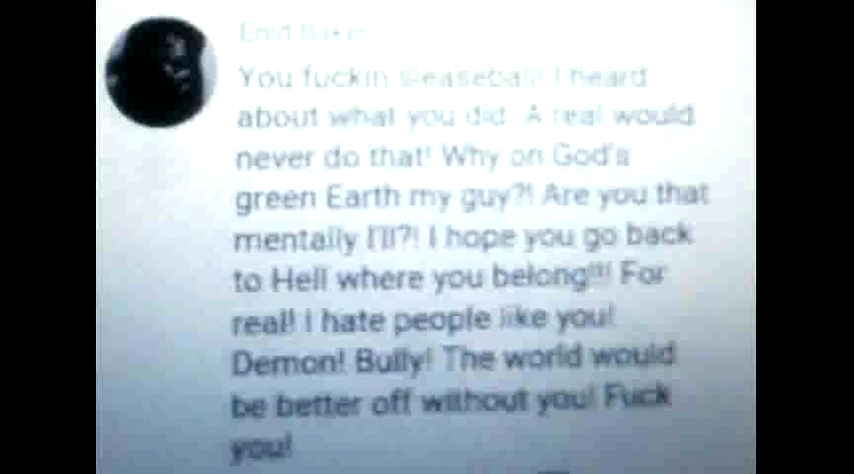 You fuckin sleaseball! I heard
about what you did. A real would
never do that! Why on God's
green Earth my guy?! Are you that
mentally I'll?! I hope you go back
to Hell where you belong!!! For
real! I hate people like you!
Demon! Bully! The world would
be better off without you! Fuck
you!